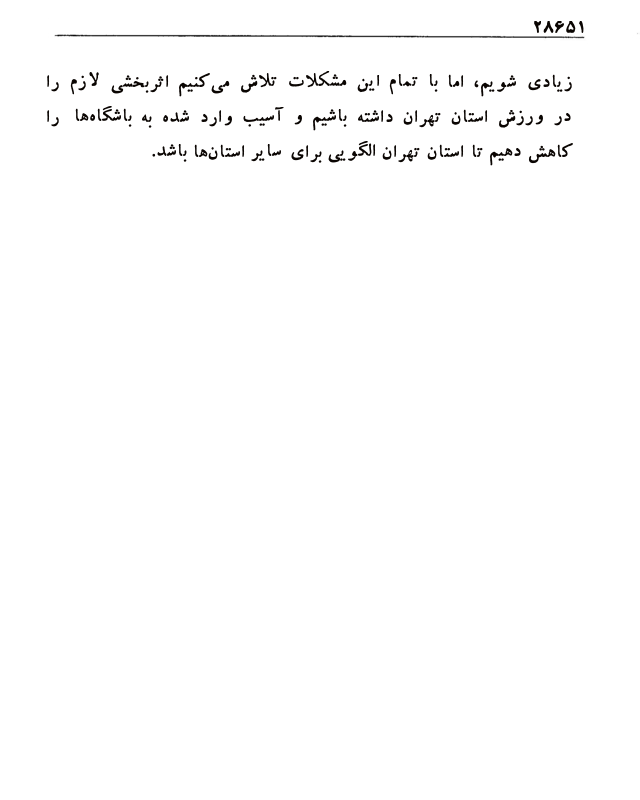 ۲۸۶۵۱
زیادی شویم، اما با تمام این مشکلات تلاش می‌کنیم اثربخشی لازم را
در ورزش استان تهران داشته باشیم و آسیب وارد شده به باشگاه‌ها را
کاهش دهیم تا استان تهران الگویی برای سایر استان‌ها باشد.